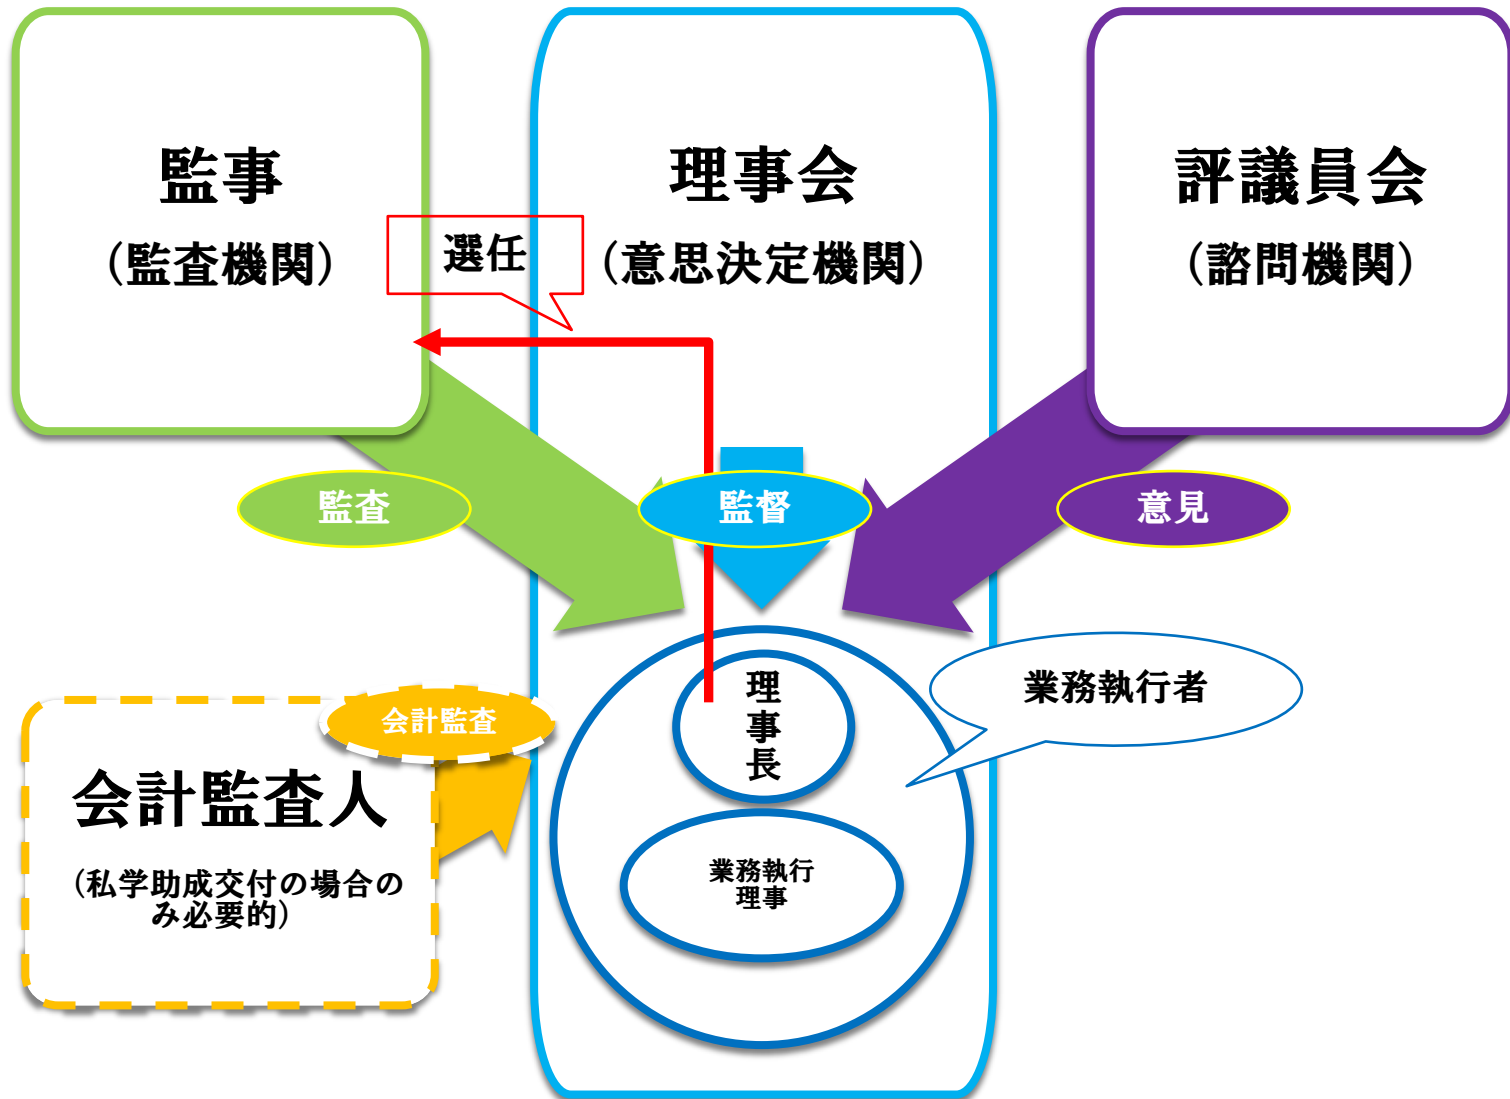 監事
（監査機関）
選任
理事会
（意思決定機関）
評議員会
（諮問機関）
監査
監督
意見
業務執行者
理
事
長
業務執行
理事
会計監査
会計監査人
（私学助成交付の場合の
み必要的）